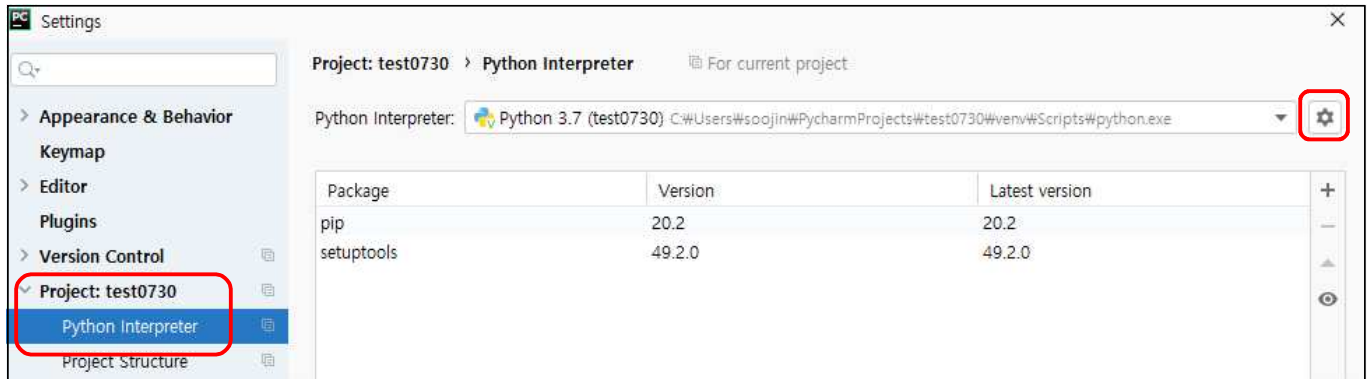 PC Settings
Project: test0730 > Python Interpreter For current project
Appearance & Behavior
Python Interpreter: Python 3.7 (test0730) C:₩Users₩soojin₩PycharmProjects₩test0730₩venv₩Scripts₩python.exe
Keymap
Editor
Package Version Latest version
Plugins
pip 20.2 20.2
Version Control
setuptools 49.2.0 49.2.0
Project: test0730
Python Interpreter
Project Structure